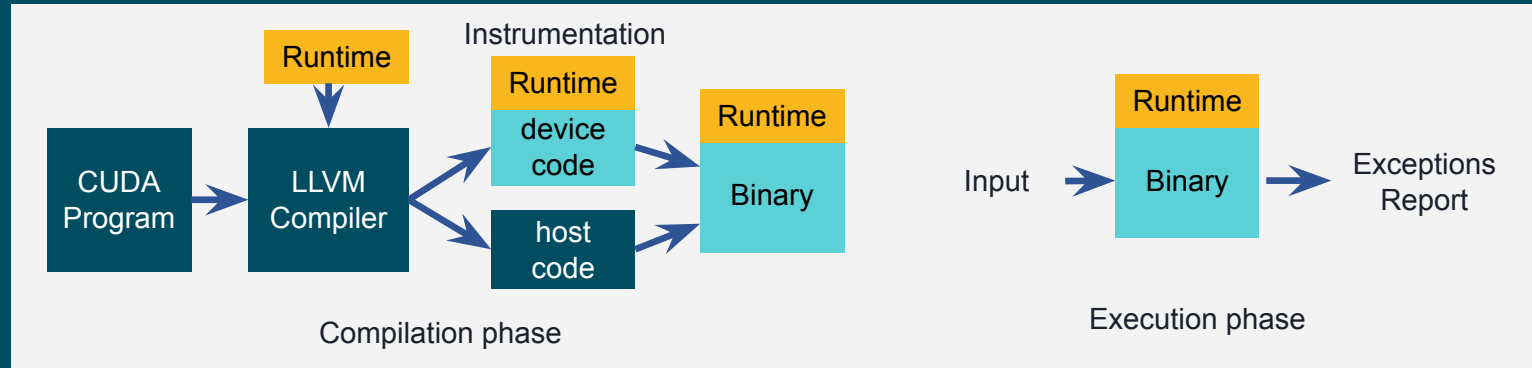 Runtime
CUDA
Program
LLVM
Compiler
Instrumentation
Runtime
device
code
host
code
Runtime
Binary
Compilation phase
Input
Runtime
Binary
Exceptions
Report
Execution phase